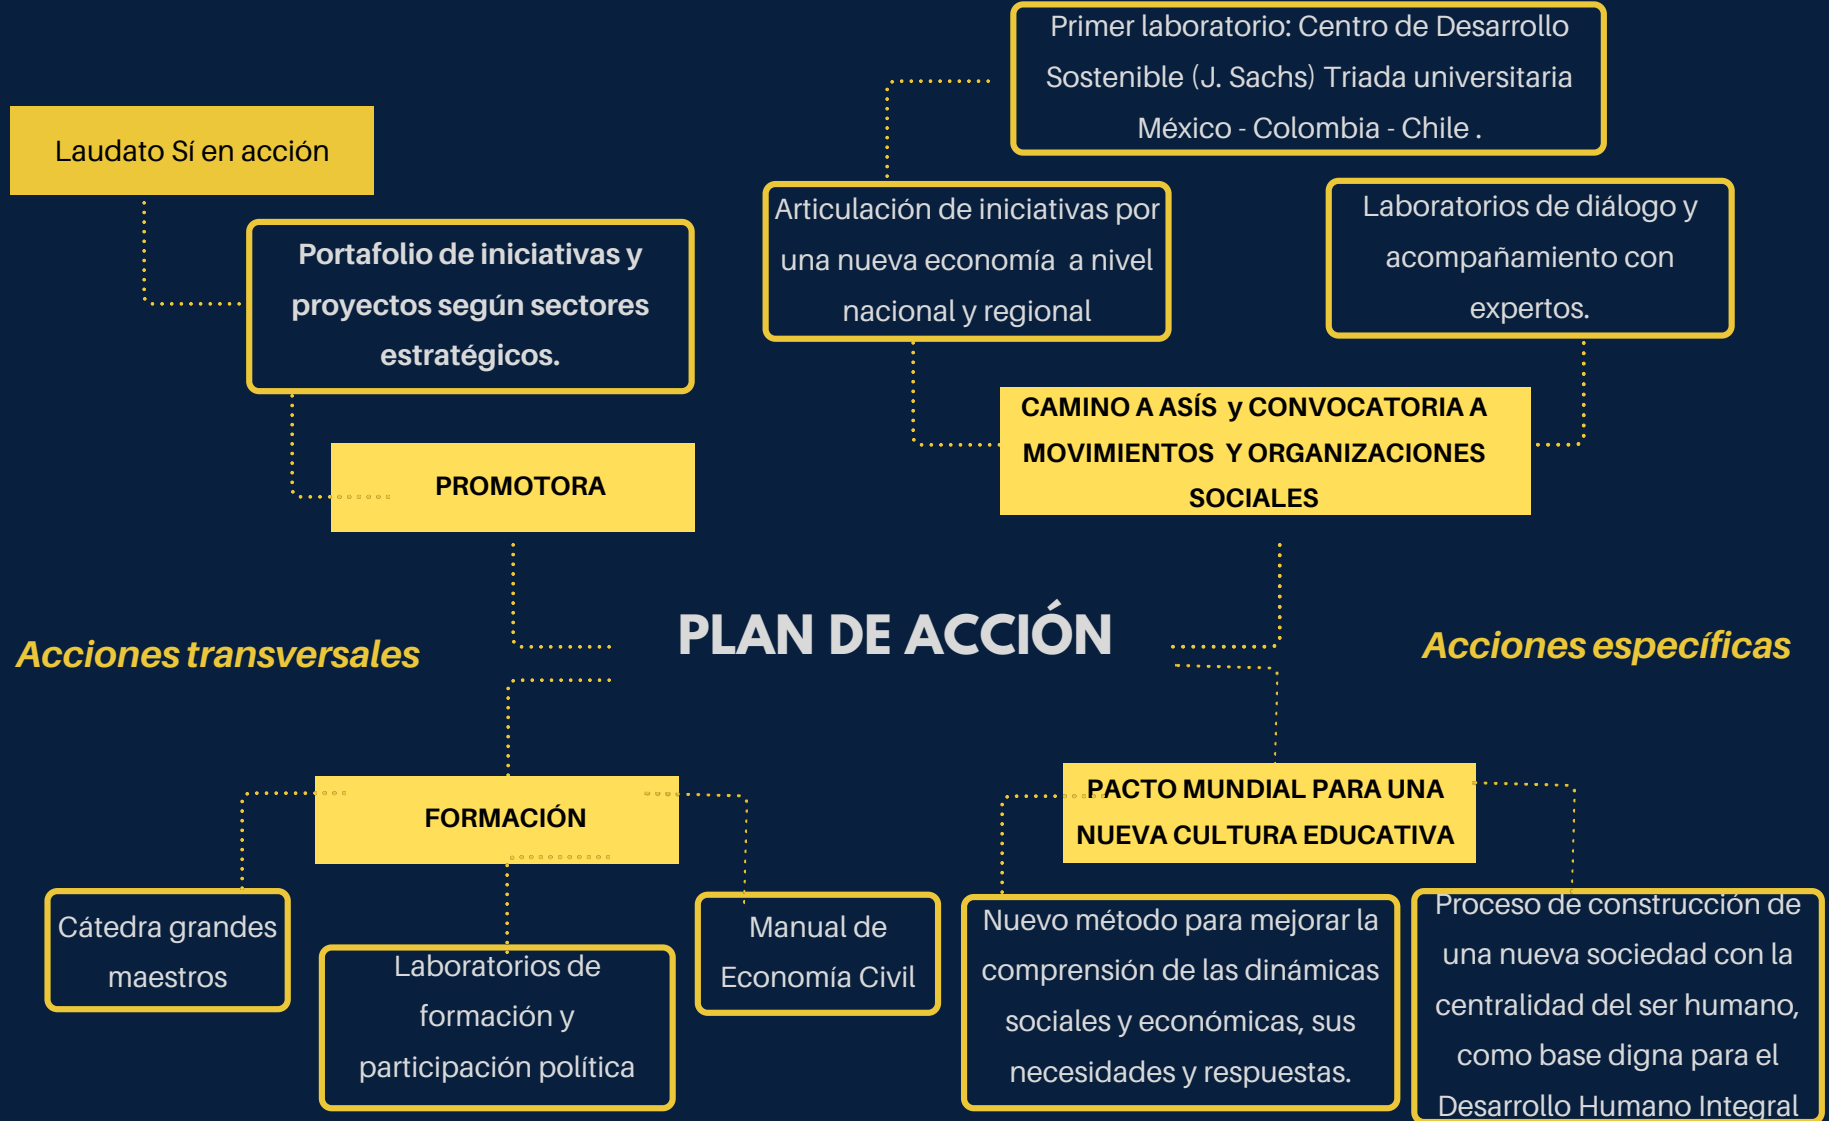 Primer laboratorio: Centro de Desarrollo
Sostenible (J. Sachs) Triada universitaria
México - Colombia - Chile .
Laudato Sí en acción
Portafolio de iniciativas y
proyectos según sectores
estratégicos.
Articulación de iniciativas por
una nueva economía a nivel
nacional y regional
Laboratorios de diálogo y
acompañamiento con
expertos.
PROMOTORA
CAMINO A ASÍS y CONVOCATORIA A
MOVIMIENTOS Y ORGANIZACIONES
SOCIALES
Acciones transversales
PLAN DE ACCIÓN
Acciones específicas
FORMACIÓN
PACTO MUNDIAL PARA UNA
NUEVA CULTURA EDUCATIVA
Cátedra grandes
maestros
Laboratorios de
formación y
participación política
Manual de
Economía Civil
Nuevo método para mejorar la
comprensión de las dinámicas
sociales y económicas, sus
necesidades y respuestas.
Proceso de construcción de
una nueva sociedad con la
centralidad del ser humano,
como base digna para el
Desarrollo Humano Integral